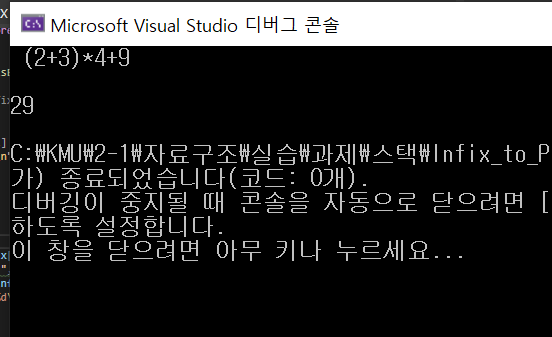 Microsoft Visual Studio 디버그 콘솔
(2+3)*4+9
29
C:\KMU\2-1\자료구조\실습\과제\스택\Infix_to_P
가) 종료되었습니다(코드: 0개).
디버깅이 중지될 때 콘솔을 자동으로 닫으려면 [
하도록 설정합니다.
이 창을 닫으려면 아무 키나 누르세요...